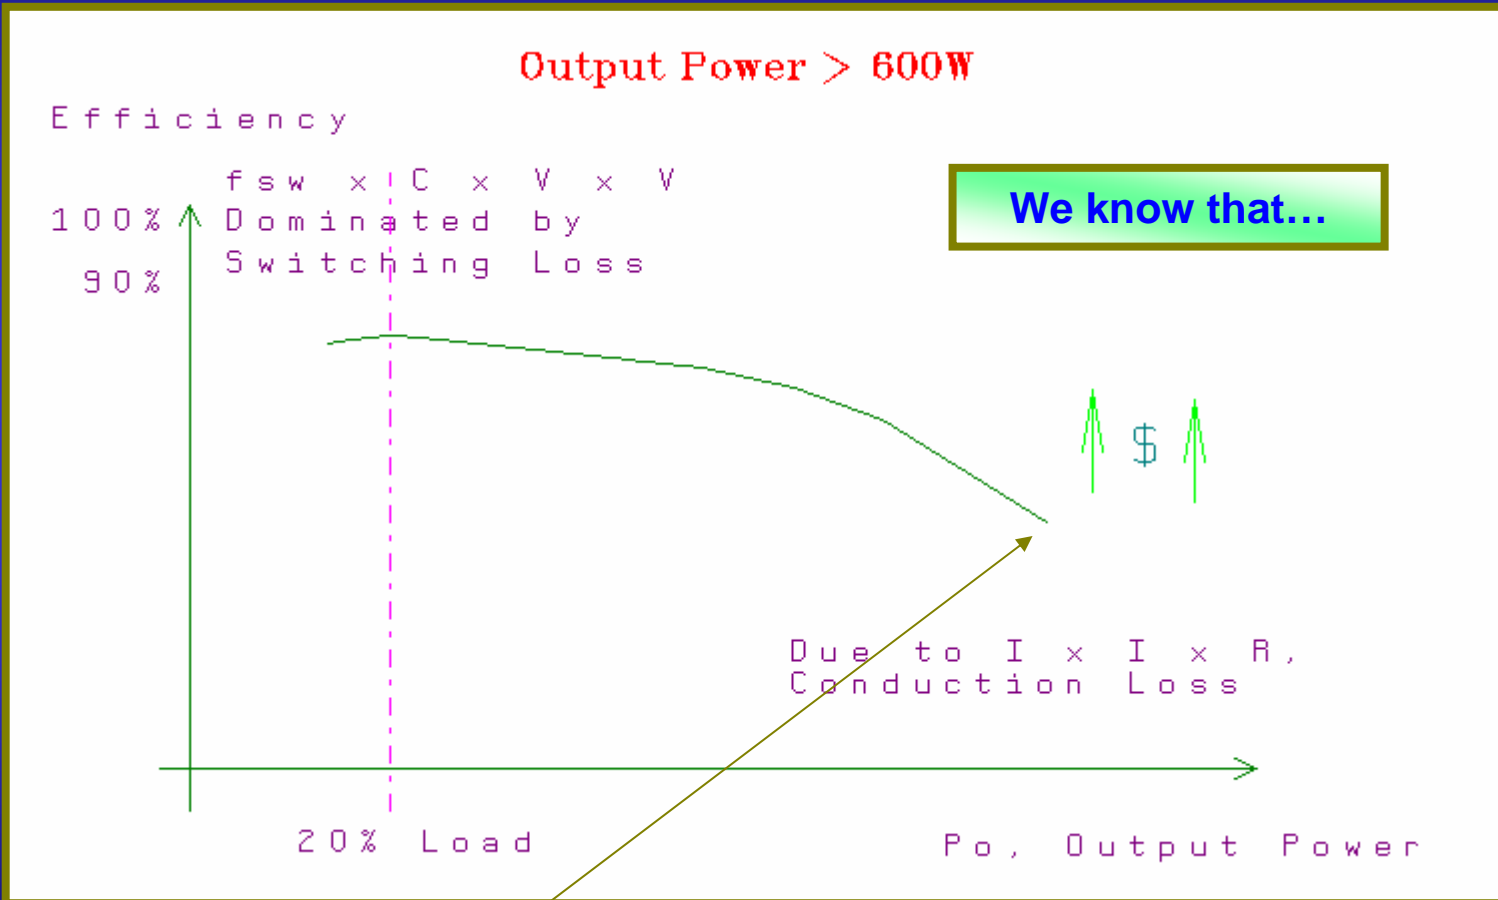 Output Power > 600W
Efficiency
fsw x C x V x V
100%
Dominated by
Switching Loss
90%
We know that...
$
Due to I x I x R,
Conduction Loss
20% Load
Po, Output Power